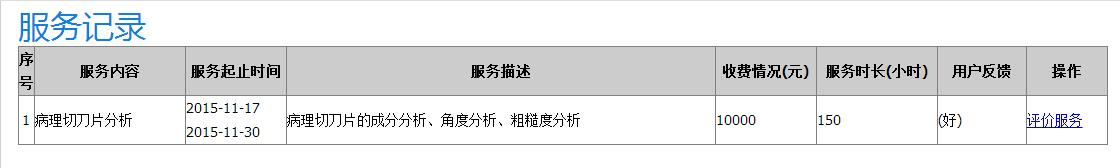 服务记录
序号 服务内容 服务起止时间 服务描述 收费情况(元) 服务时长(小时) 用户反馈 操作
1 病理切刀片分析 2015-11-17 2015-11-30 病理切刀片的成分分析、角度分析、粗糙度分析 10000 150 (好) 评价服务